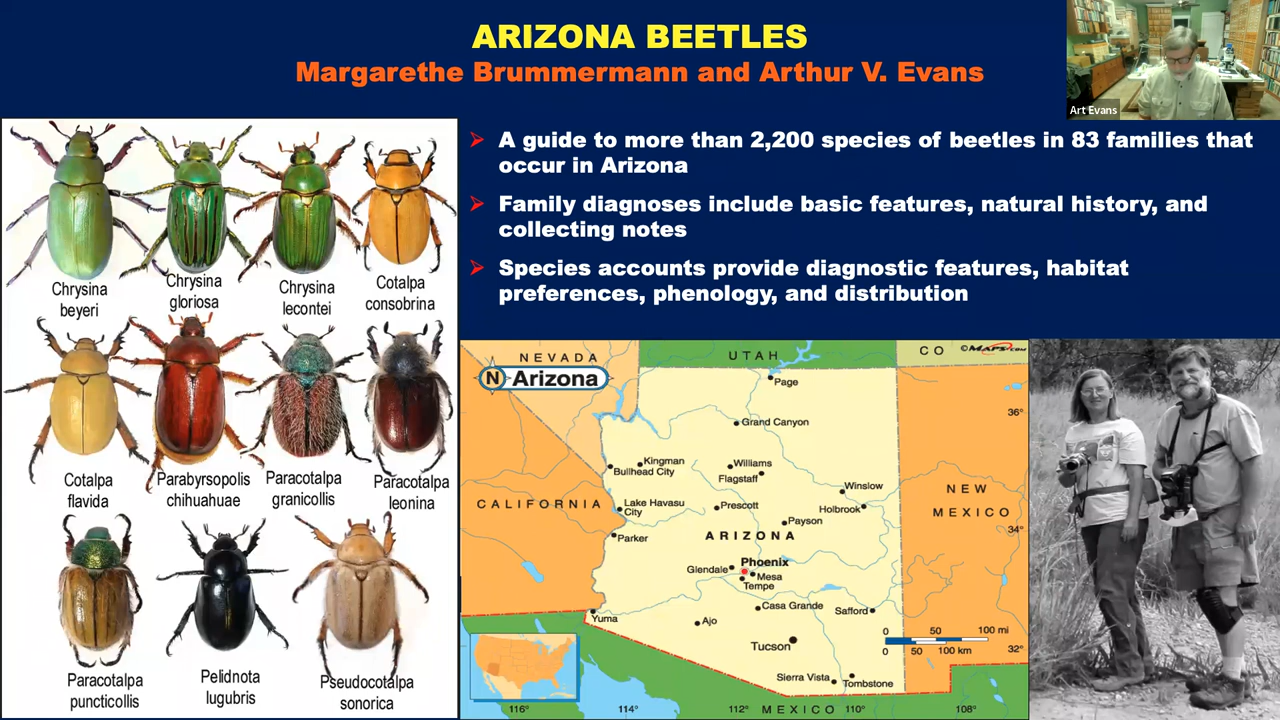 ARIZONA BEETLES
Margarethe Brummermann and Arthur V. Evans
Art Evans
A guide to more than 2,200 species of beetles in 83 families that
occur in Arizona
Family diagnoses include basic features, natural history, and
collecting notes
Species accounts provide diagnostic features, habitat
preferences, phenology, and distribution
Chrysina
beyeri
Chrysina
gloriosa
Chrysina
lecontei
Cotalpa
consobrina
Cotalpa
flavida
Parabyrsopolis
chihuahuae
Paracotalpa
granicollis
Paracotalpa
leonina
Paracotalpa
puncticollis
Pelidnota
lugubris
Pseudocotalpa
sonorica
NEVADA
UTAH
CO
©MAPS.COM
N Arizona
Page
36°
Grand Canyon
Kingman
Bullhead City
Williams
Flagstaff
Winslow
Holbrook
CALIFORNIA
Lake Havasu
City
Prescott
Payson
NEW
MEXICO
Parker
ARIZONA
34°
Glendale
Phoenix
Mesa
Tempe
Casa Grande
Safford
Yuma
Ajo
0 50 100 mi
0 50 100 km
Tucson
32°
Sierra Vista
Tombstone
MEXICO
116°
114°
112°
110°
108°